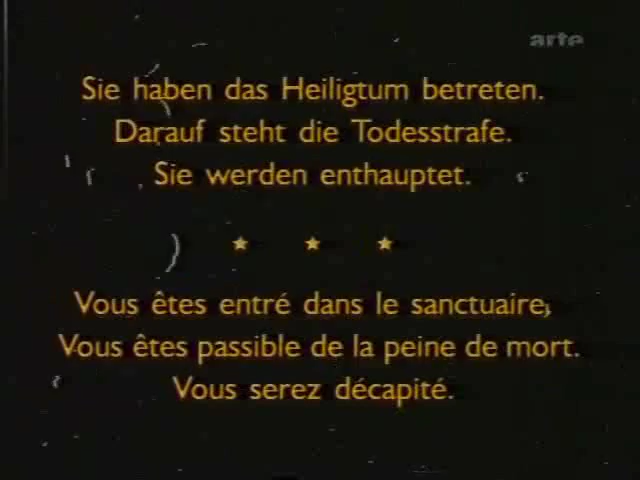 arte
Sie haben das Heiligtum betreten.
Darauf steht die Todesstrafe.
Sie werden enthauptet.
Vous êtes entré dans le sanctuaire,
Vous êtes passible de la peine de mort.
Vous serez décapité.